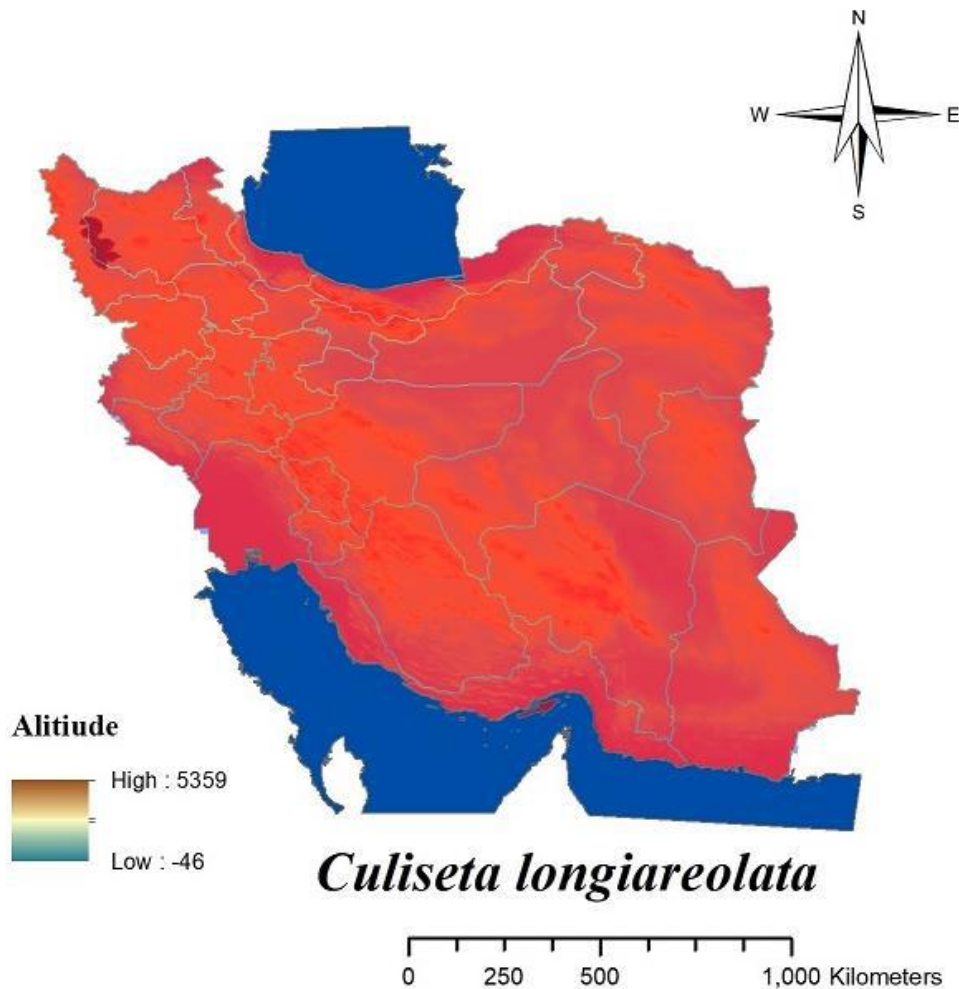 N
W
E
S
Alitiude
High : 5359
Low : -46
Culiseta longiareolata
0 250 500 1,000 Kilometers